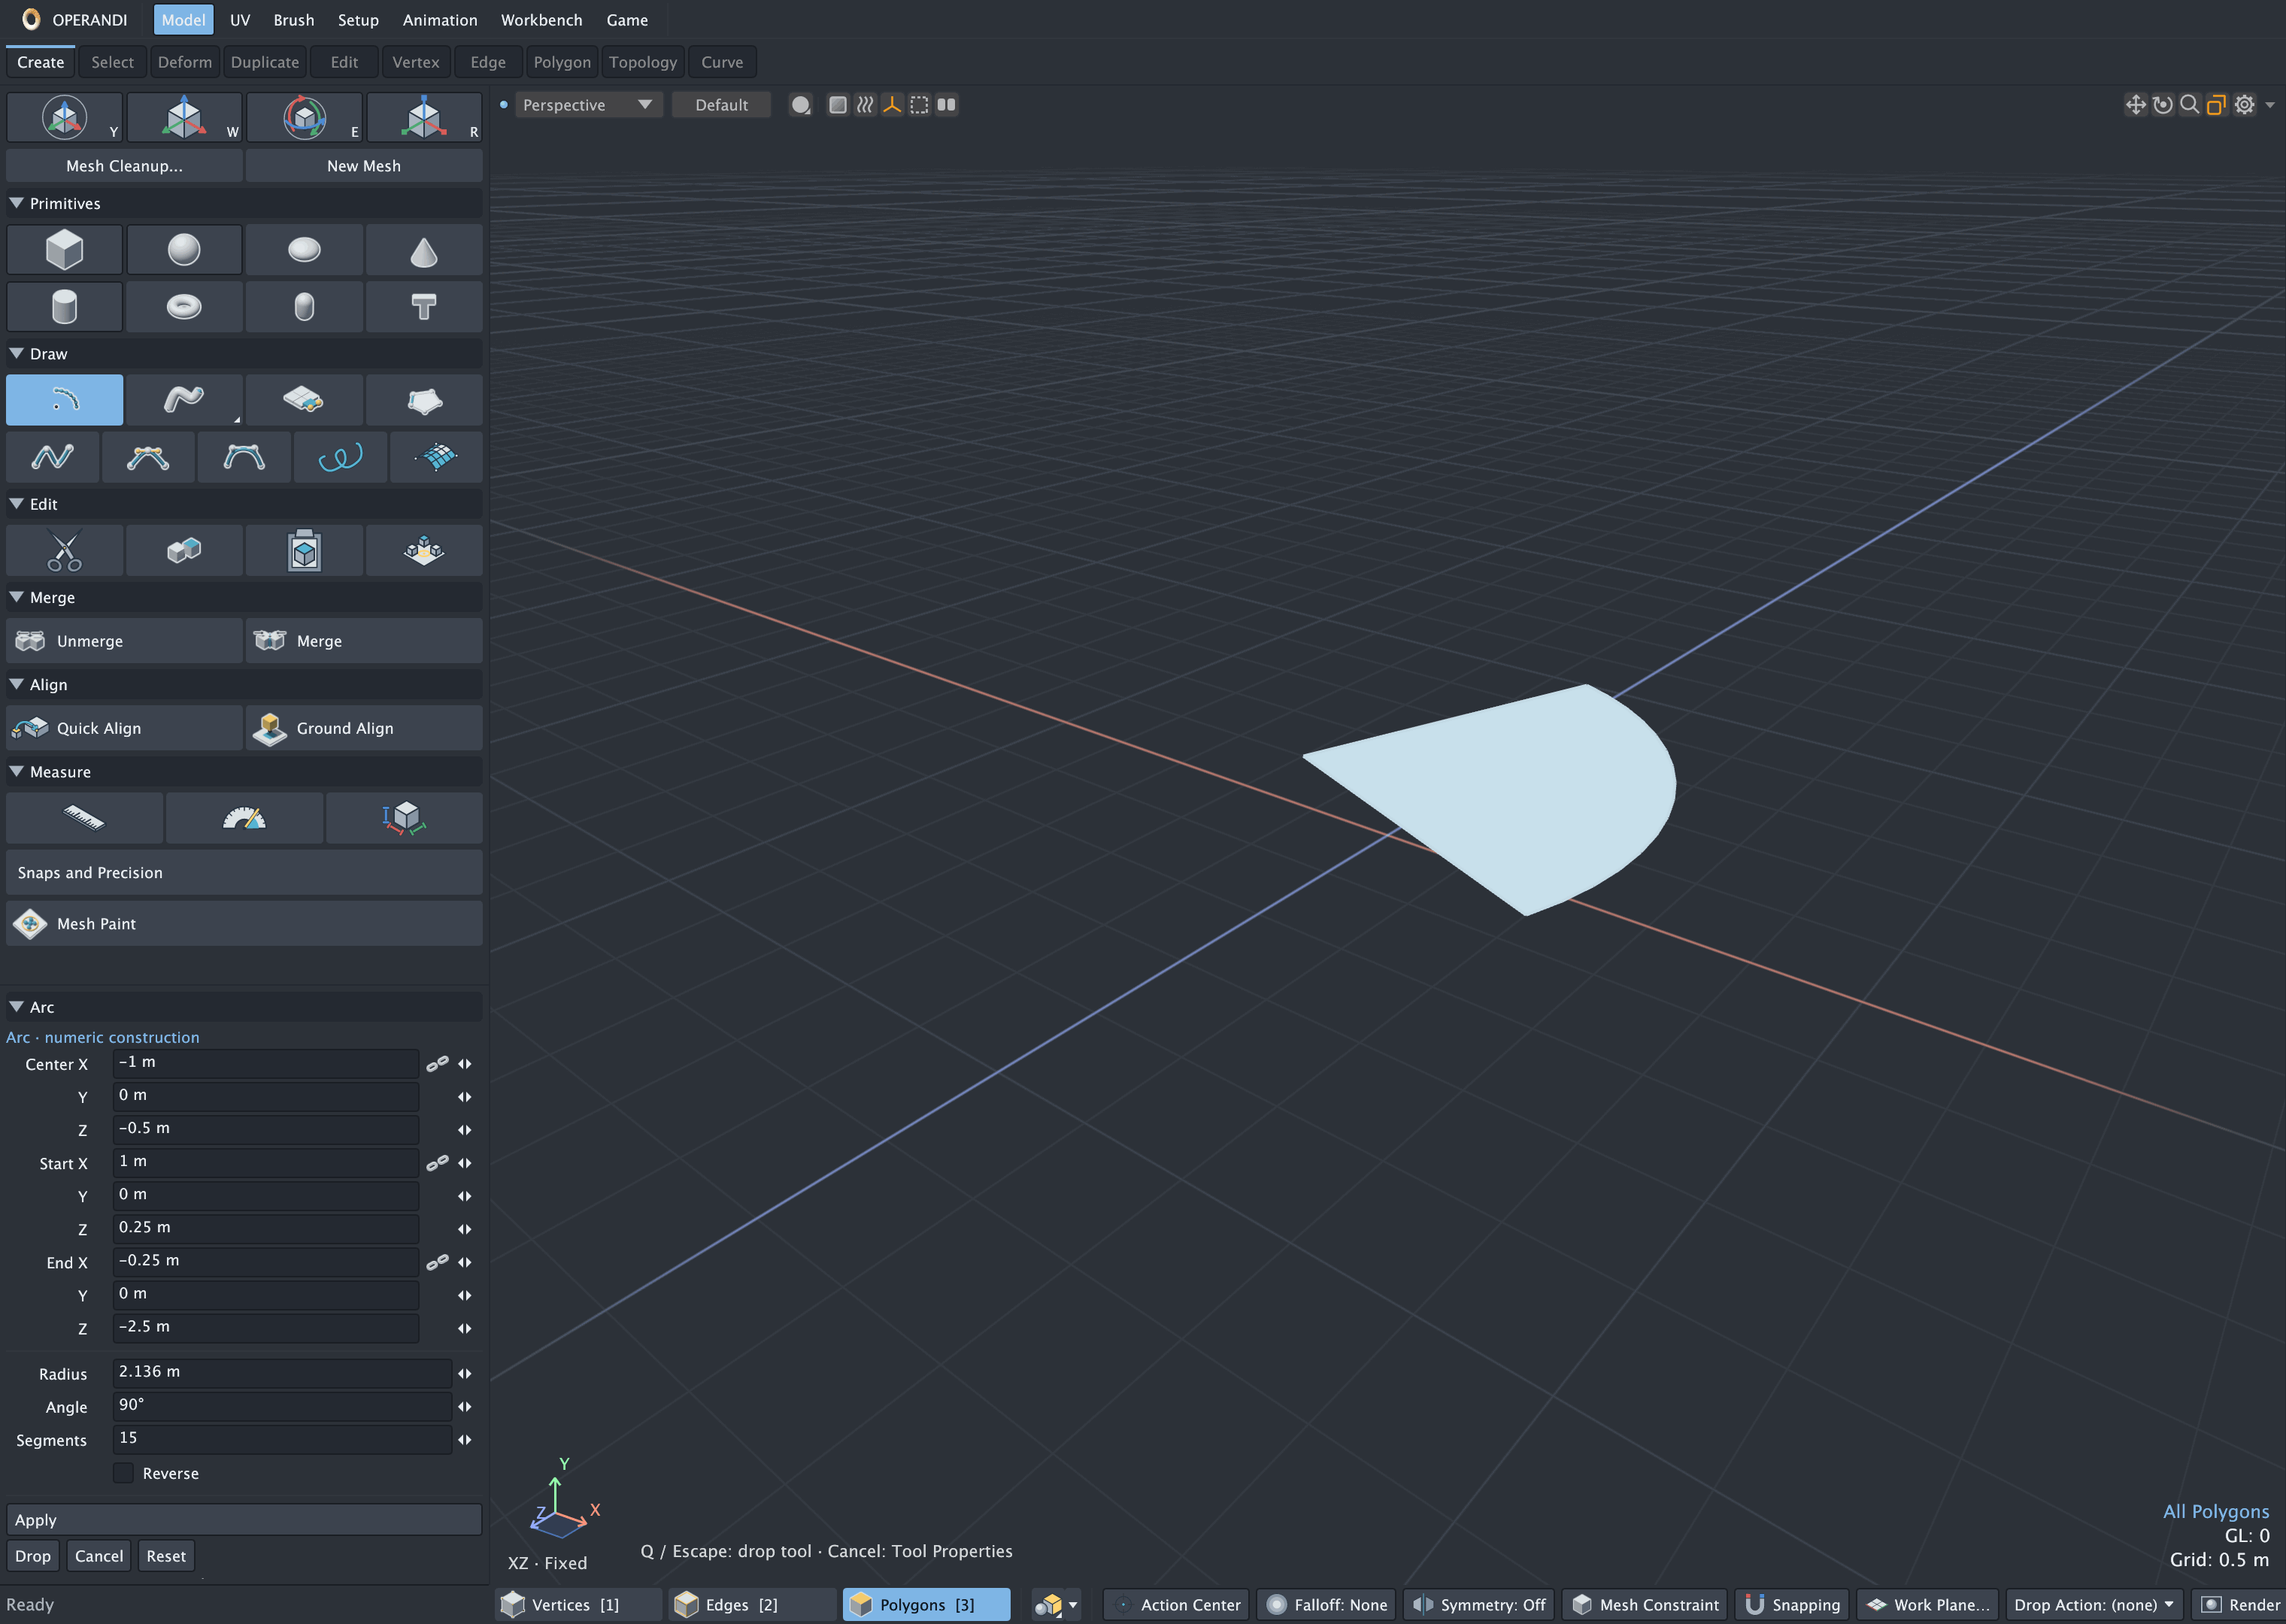 OPERANDI Model UV Brush Setup Animation Workbench Game
Create Select Deform Duplicate Edit Vertex Edge Polygon Topology Curve
Y W E R
Mesh Cleanup... New Mesh
Primitives
Draw
Edit
Merge
Unmerge Merge
Align
Quick Align Ground Align
Measure
Snaps and Precision
Mesh Paint
Arc
Arc · numeric construction
Center X −1 m
Y 0 m
Z −0.5 m
Start X 1 m
Y 0 m
Z 0.25 m
End X −0.25 m
Y 0 m
Z −2.5 m
Radius 2.136 m
Angle 90°
Segments 15
Reverse
Apply
Drop Cancel Reset
Ready
Perspective Default
Y
Z X
XZ · Fixed
Q / Escape: drop tool · Cancel: Tool Properties
All Polygons
GL: 0
Grid: 0.5 m
Vertices [1] Edges [2] Polygons [3] Action Center Falloff: None Symmetry: Off Mesh Constraint Snapping Work Plane... Drop Action: (none) Render